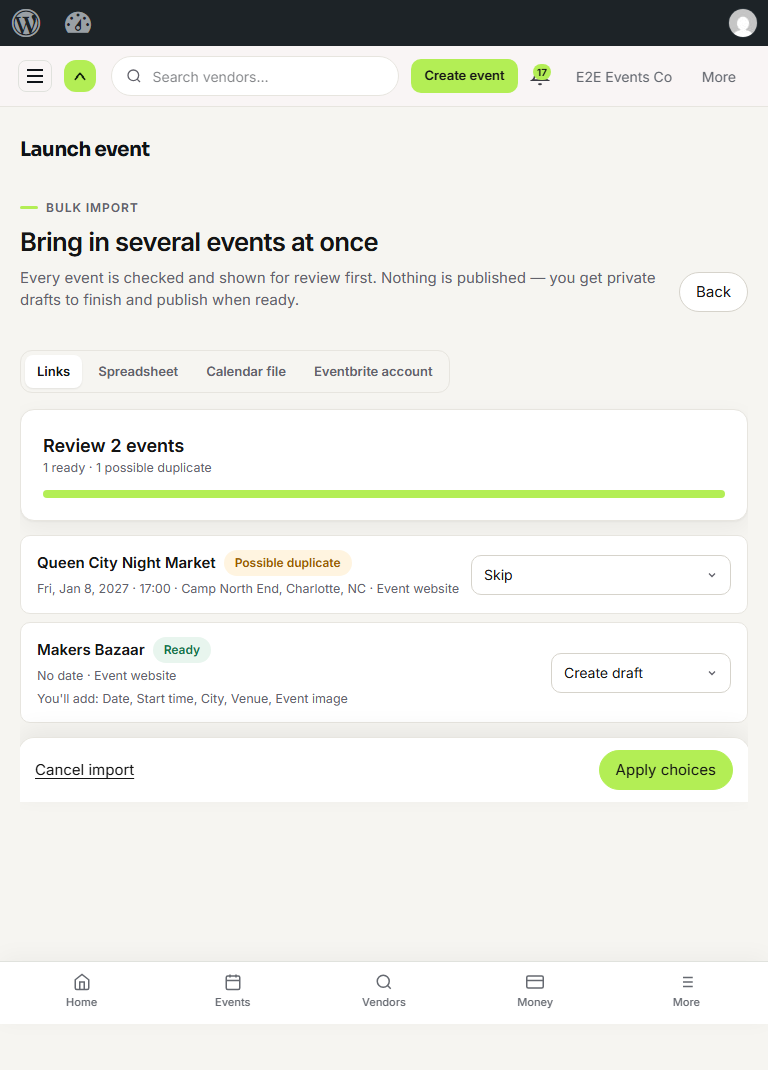 Search vendors...
Create event
17
E2E Events Co
More
Launch event
BULK IMPORT
Bring in several events at once
Every event is checked and shown for review first. Nothing is published — you get private
drafts to finish and publish when ready.
Back
Links
Spreadsheet
Calendar file
Eventbrite account
Review 2 events
1 ready · 1 possible duplicate
Queen City Night Market
Possible duplicate
Fri, Jan 8, 2027 · 17:00 · Camp North End, Charlotte, NC · Event website
Skip
Makers Bazaar
Ready
No date · Event website
You'll add: Date, Start time, City, Venue, Event image
Create draft
Cancel import
Apply choices
Home
Events
Vendors
Money
More